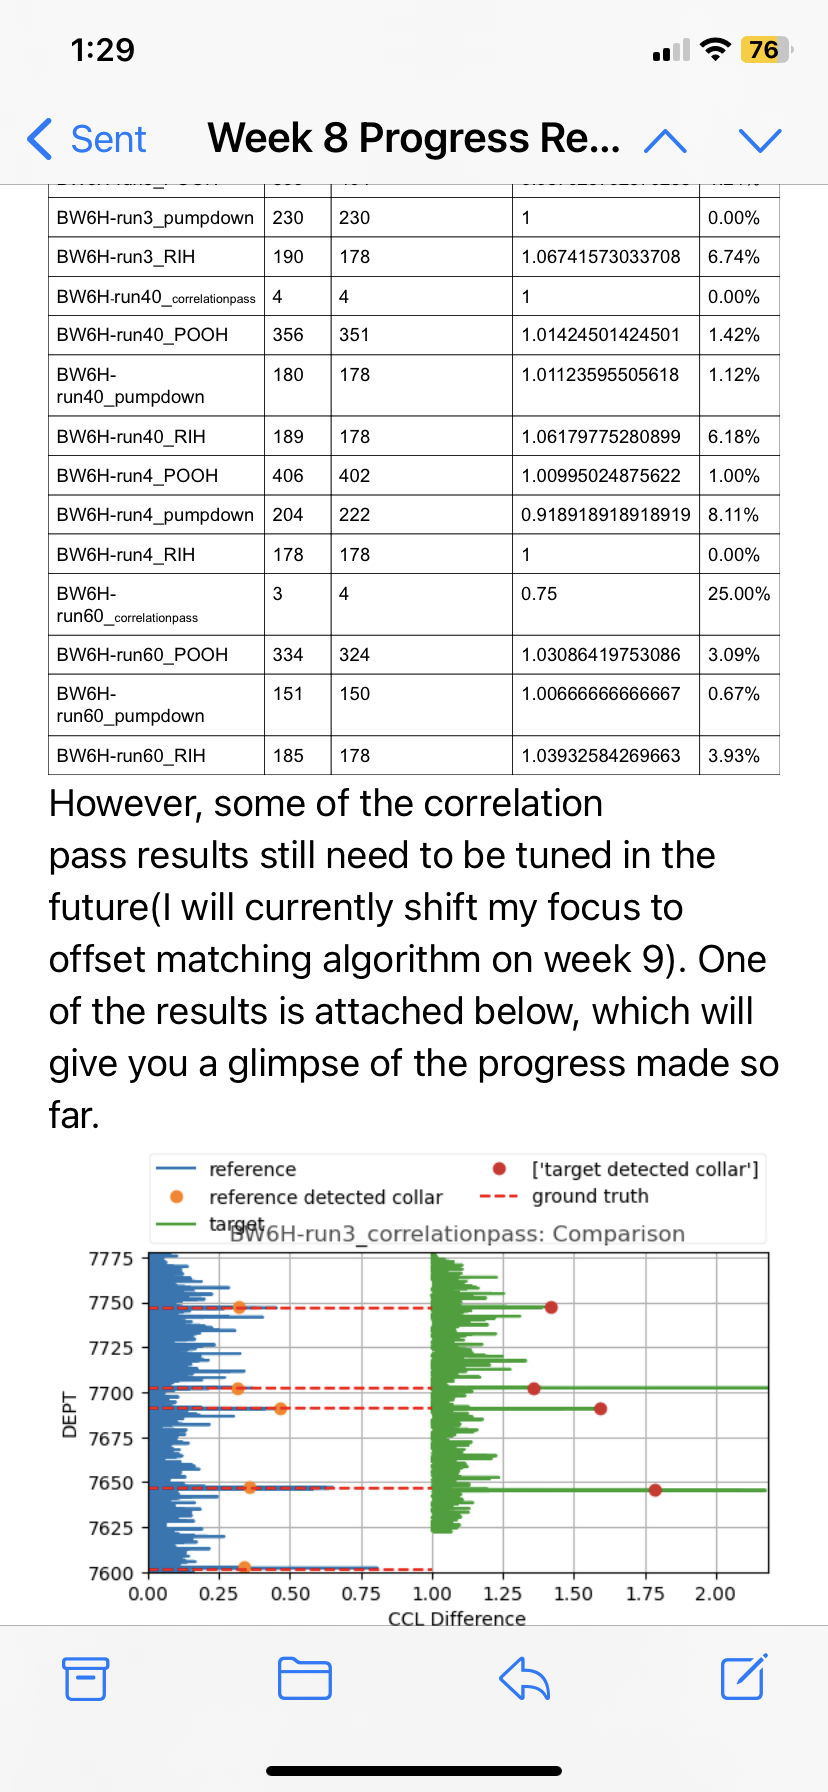 1:29
76
Sent
Week 8 Progress Re...
BW6H-run3_pumpdown 230 230 1 0.00%
BW6H-run3_RIH 190 178 1.06741573033708 6.74%
BW6H-run40_correlationpass 4 4 1 0.00%
BW6H-run40_POOH 356 351 1.01424501424501 1.42%
BW6H- 180 178 1.01123595505618 1.12%
run40_pumpdown
BW6H-run40_RIH 189 178 1.06179775280899 6.18%
BW6H-run4_POOH 406 402 1.00995024875622 1.00%
BW6H-run4_pumpdown 204 222 0.918918918918919 8.11%
BW6H-run4_RIH 178 178 1 0.00%
BW6H- 3 4 0.75 25.00%
run60_correlationpass
BW6H-run60_POOH 334 324 1.03086419753086 3.09%
BW6H- 151 150 1.00666666666667 0.67%
run60_pumpdown
BW6H-run60_RIH 185 178 1.03932584269663 3.93%
However, some of the correlation
pass results still need to be tuned in the
future(I will currently shift my focus to
offset matching algorithm on week 9). One
of the results is attached below, which will
give you a glimpse of the progress made so
far.
reference
['target detected collar']
reference detected collar
ground truth
target
BW6H-run3_correlationpass: Comparison
7775
7750
7725
7700
7675
7650
7625
7600
DEPT
0.00 0.25 0.50 0.75 1.00 1.25 1.50 1.75 2.00
CCL Difference